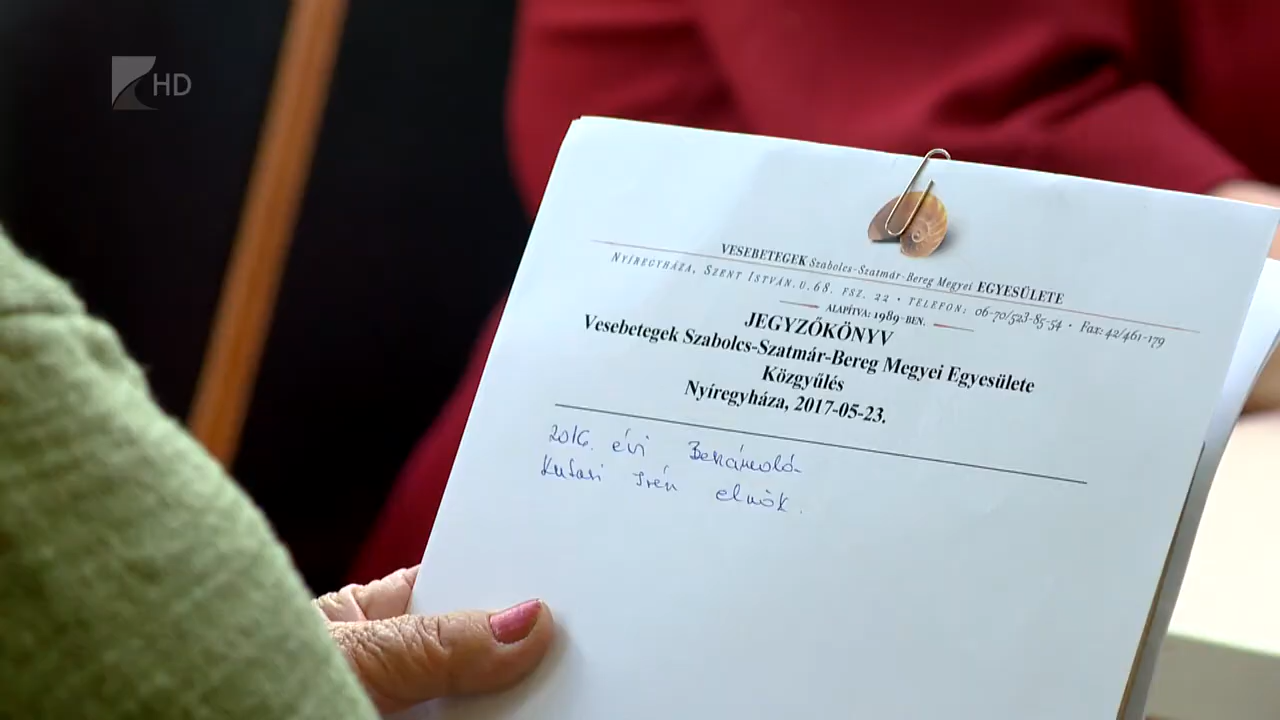 HD
VESEBETEGEK Szabolcs-Szatmár-Bereg Megyei EGYESÜLETE
NYÍREGYHÁZA, SZENT ISTVÁN.U.68. FSZ. 22 • TELEFON: 06-70/523-85-54 • Fax: 42/461-179
ALAPÍTVA: 1989-BEN.
JEGYZŐKÖNYV
Vesebetegek Szabolcs-Szatmár-Bereg Megyei Egyesülete
Közgyűlés
Nyíregyháza, 2017-05-23.
2016. évi Beszámoló
Kutasi Irén elnök.